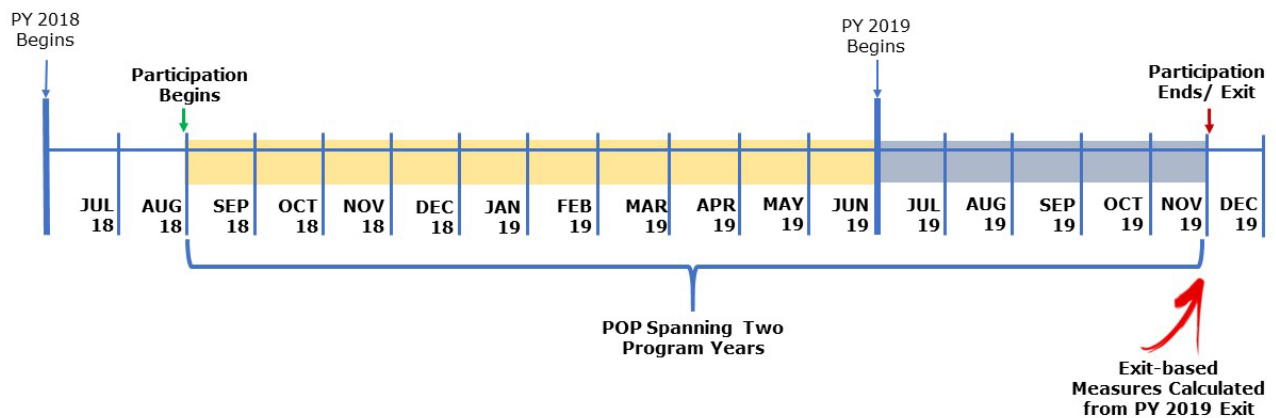 PY 2018
Begins
PY 2019
Begins
Participation
Begins
Participation
Ends/ Exit
JUL
18
AUG
18
SEP
18
OCT
18
NOV
18
DEC
18
JAN
19
FEB
19
MAR
19
APR
19
MAY
19
JUN
19
JUL
19
AUG
19
SEP
19
OCT
19
NOV
19
DEC
19
POP Spanning Two
Program Years
Exit-based
Measures Calculated
from PY 2019 Exit